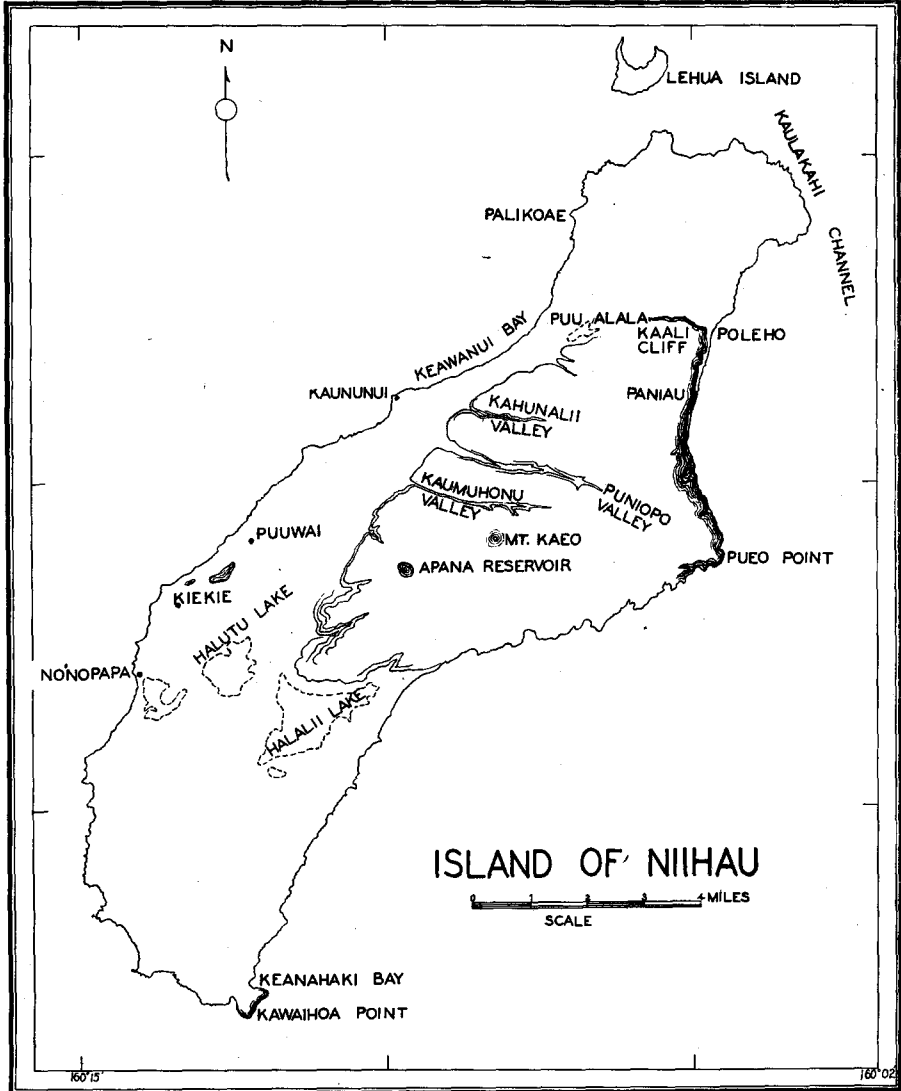 N
LEHUA ISLAND
KAULAKAHI
CHANNEL
PALIKOAE
PUU ALALA
KAALI
CLIFF
POLEHO
KEAWANUI BAY
KAUNUNUI
PANIAU
KAHUNALII
VALLEY
KAUMUHONU
VALLEY
PUNIOPO
VALLEY
PUUWAI
MT. KAEO
APANA RESERVOIR
PUEO POINT
KIEKIE
HALUTU LAKE
NONOPAPA
HALALII LAKE
ISLAND OF NIIHAU
0 1 2 3 4 MILES
SCALE
KEANAHAKI BAY
KAWAIHOA POINT
160°15'
160°02'